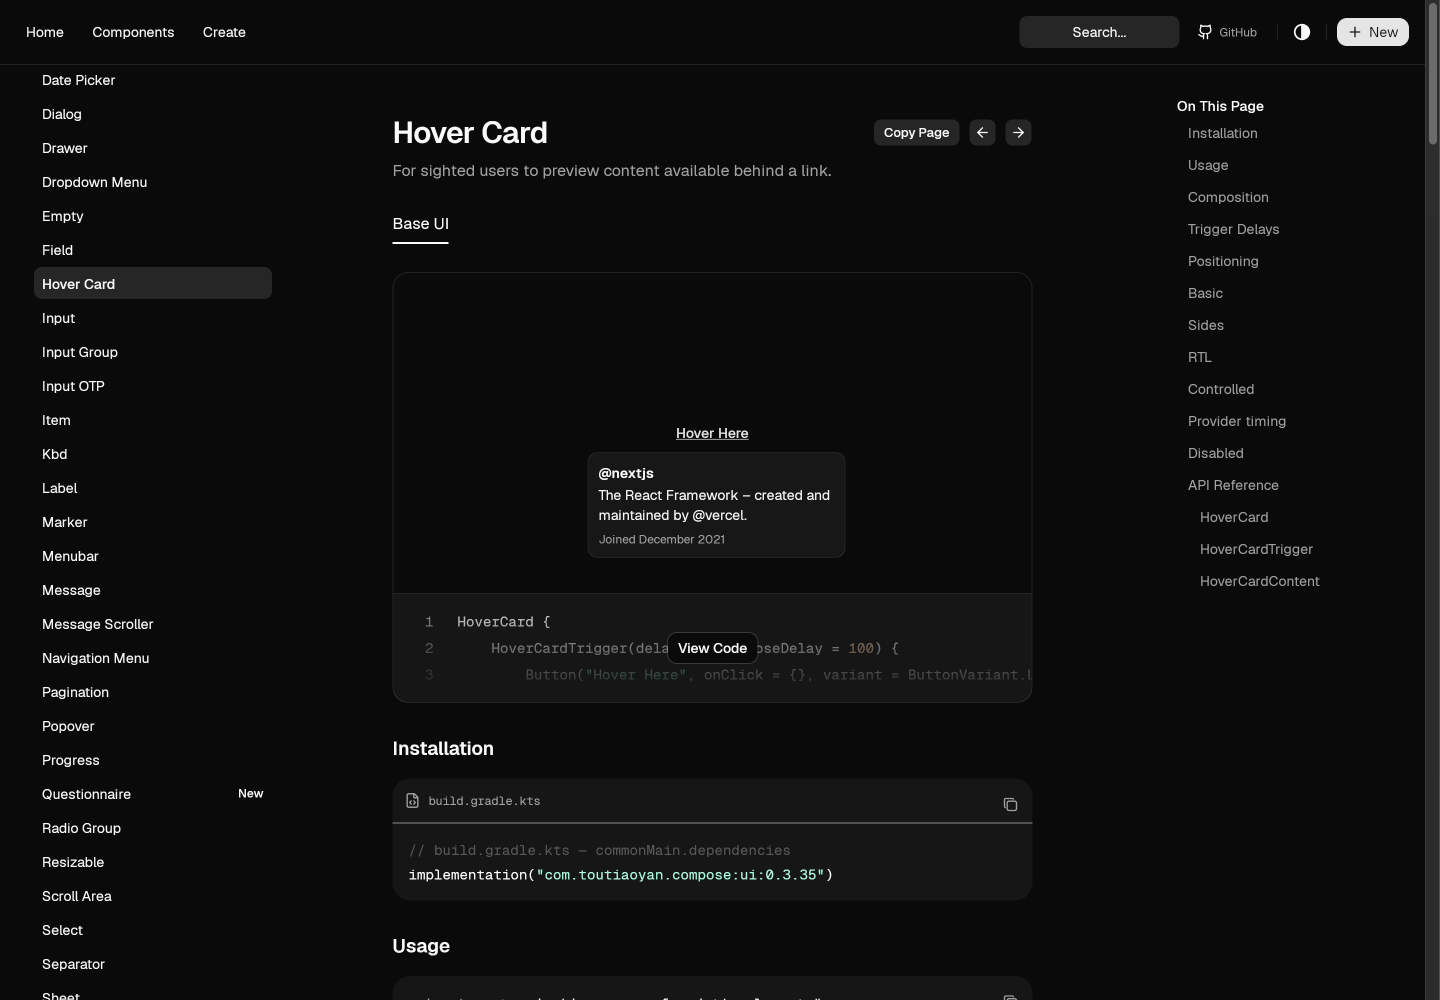 Home
Components
Create
Search...
GitHub
New
Date Picker
Dialog
Drawer
Dropdown Menu
Empty
Field
Hover Card
Input
Input Group
Input OTP
Item
Kbd
Label
Marker
Menubar
Message
Message Scroller
Navigation Menu
Pagination
Popover
Progress
Questionnaire New
Radio Group
Resizable
Scroll Area
Select
Separator
Sheet
Hover Card
Copy Page
For sighted users to preview content available behind a link.
Base UI
Hover Here
@nextjs
The React Framework – created and
maintained by @vercel.
Joined December 2021
1 HoverCard {
2 HoverCardTrigger(dela
View Code
oseDelay = 100) {
3 Button("Hover Here", onClick = {}, variant = ButtonVariant.L
Installation
build.gradle.kts
// build.gradle.kts — commonMain.dependencies
implementation("com.toutiaoyan.compose:ui:0.3.35")
Usage
On This Page
Installation
Usage
Composition
Trigger Delays
Positioning
Basic
Sides
RTL
Controlled
Provider timing
Disabled
API Reference
HoverCard
HoverCardTrigger
HoverCardContent